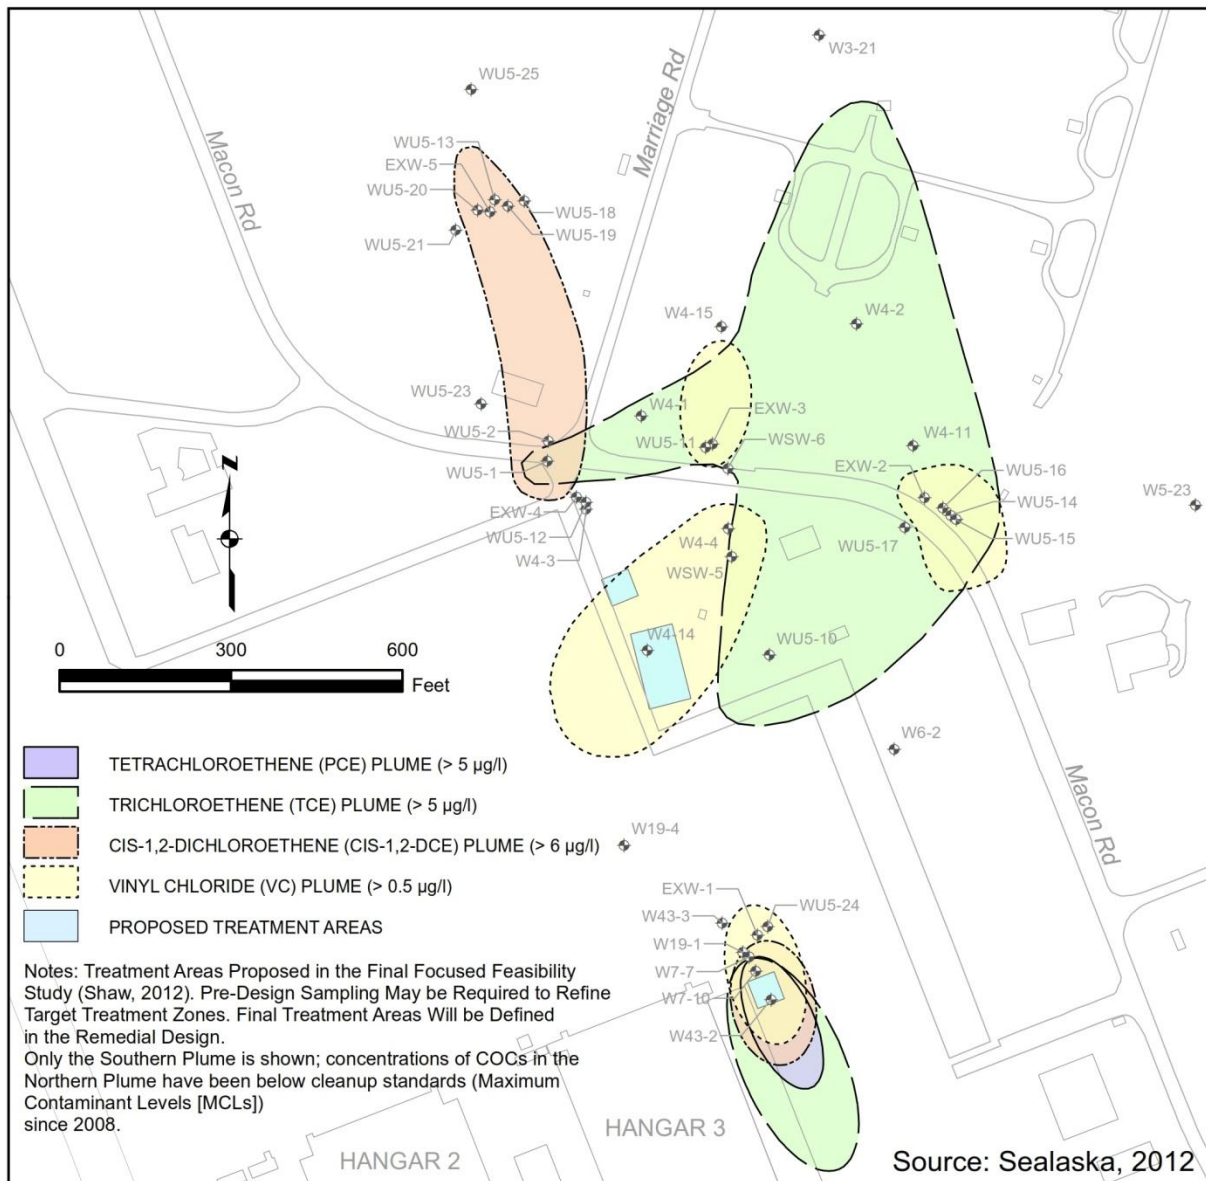 W3-21
WU5-25
Marriage Rd
Macon Rd
WU5-13
EXW-5
WU5-20
WU5-18
WU5-19
WU5-21
W4-15
W4-2
WU5-23
W4-1
EXW-3
WU5-2
WU5-11
WSW-6
W4-11
WU5-1
EXW-2
WU5-16
EXW-4
WU5-14
W5-23
WU5-12
W4-4
WU5-17
WU5-15
W4-3
WSW-5
Z
0 300 600
Feet
W4-14
WU5-10
W6-2
Macon Rd
TETRACHLOROETHENE (PCE) PLUME (> 5 µg/l)
TRICHLOROETHENE (TCE) PLUME (> 5 µg/l)
CIS-1,2-DICHLOROETHENE (CIS-1,2-DCE) PLUME (> 6 µg/l)
VINYL CHLORIDE (VC) PLUME (> 0.5 µg/l)
PROPOSED TREATMENT AREAS
W19-4
EXW-1
WU5-24
W43-3
W19-1
W7-7
W7-10
W43-2
Notes: Treatment Areas Proposed in the Final Focused Feasibility
Study (Shaw, 2012). Pre-Design Sampling May be Required to Refine
Target Treatment Zones. Final Treatment Areas Will be Defined
in the Remedial Design.
Only the Southern Plume is shown; concentrations of COCs in the
Northern Plume have been below cleanup standards (Maximum
Contaminant Levels [MCLs])
since 2008.
HANGAR 3
HANGAR 2
Source: Sealaska, 2012